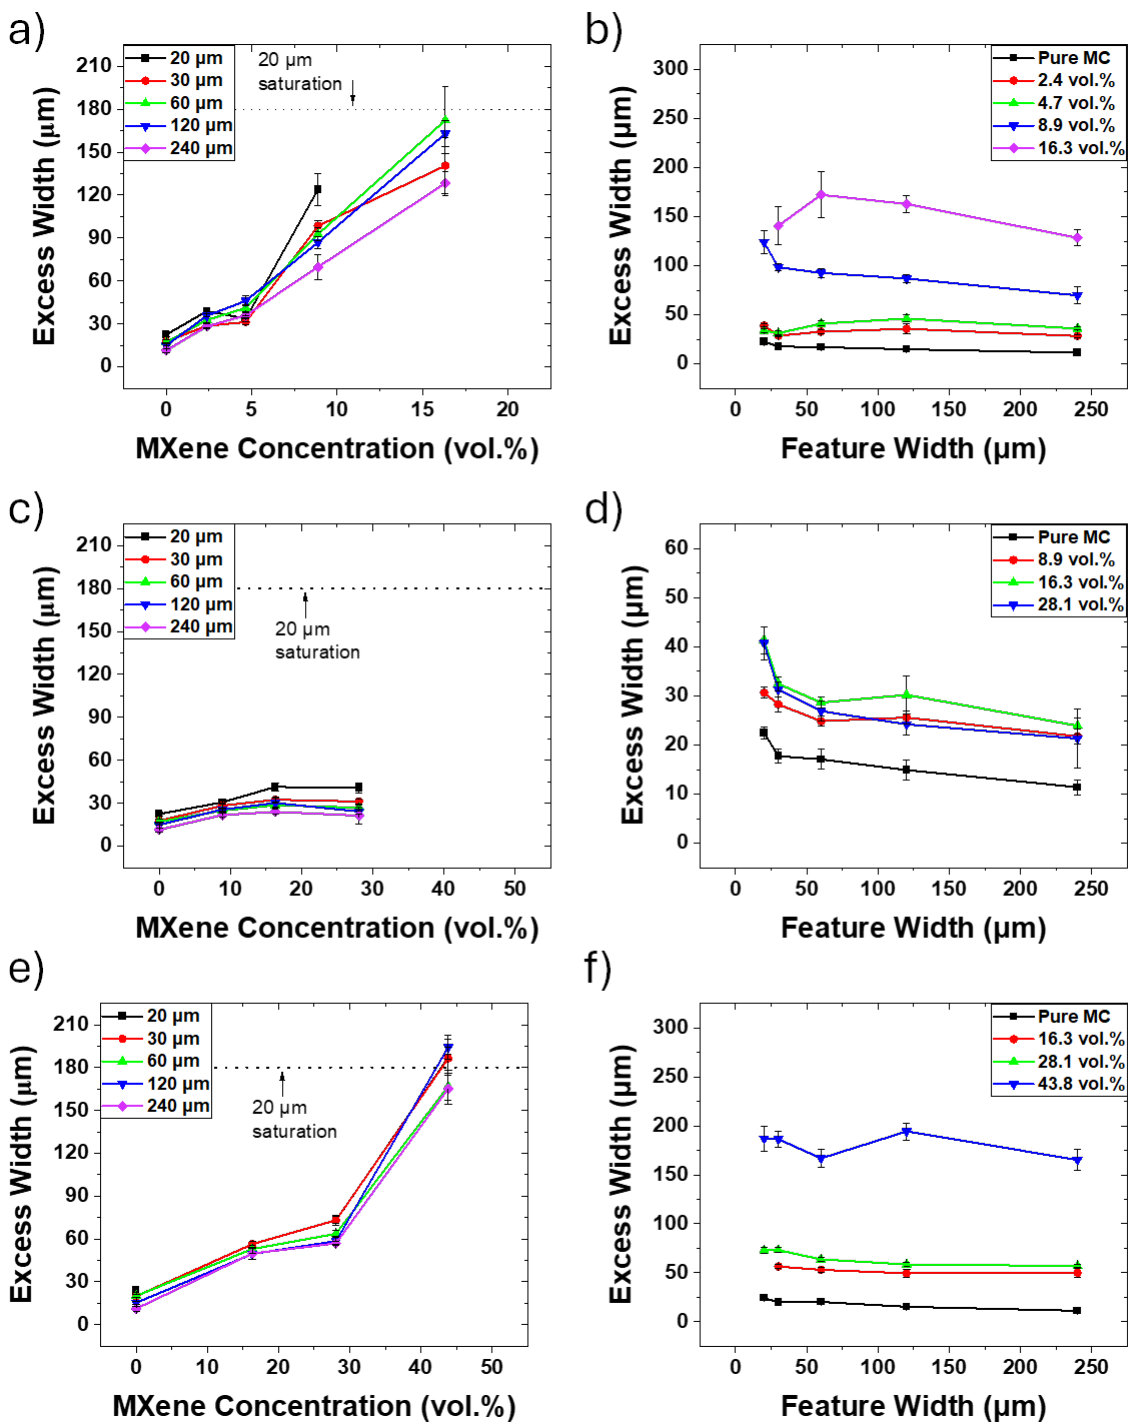 a)
20 µm
30 µm
60 µm
120 µm
240 µm
20 µm
saturation
210
180
150
120
90
60
30
0
Excess Width (µm)
0 5 10 15 20
MXene Concentration (vol.%)
b)
Pure MC
2.4 vol.%
4.7 vol.%
8.9 vol.%
16.3 vol.%
300
250
200
150
100
50
0
Excess Width (µm)
0 50 100 150 200 250
Feature Width (µm)
c)
20 µm
30 µm
60 µm
120 µm
240 µm
20 µm
saturation
210
180
150
120
90
60
30
0
Excess Width (µm)
0 10 20 30 40 50
MXene Concentration (vol.%)
d)
Pure MC
8.9 vol.%
16.3 vol.%
28.1 vol.%
60
50
40
30
20
10
0
Excess Width (µm)
0 50 100 150 200 250
Feature Width (µm)
e)
20 µm
30 µm
60 µm
120 µm
240 µm
20 µm
saturation
210
180
150
120
90
60
30
0
Excess Width (µm)
0 10 20 30 40 50
MXene Concentration (vol.%)
f)
Pure MC
16.3 vol.%
28.1 vol.%
43.8 vol.%
300
250
200
150
100
50
0
Excess Width (µm)
0 50 100 150 200 250
Feature Width (µm)